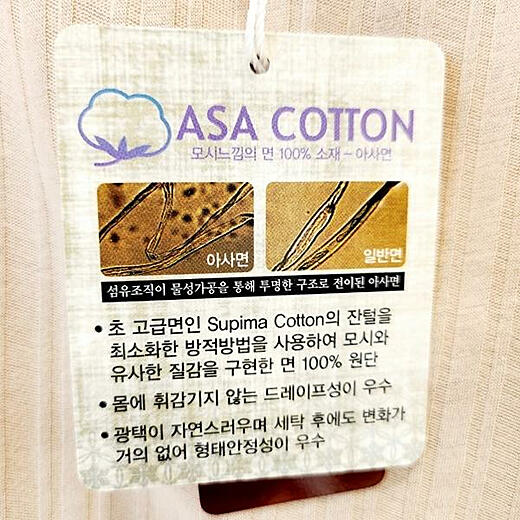 ASA COTTON
모시느낌의 면 100% 소재 - 아사면
아사면
일반면
섬유조직이 물성가공을 통해 투명한 구조로 전이된 아사면
• 초 고급면인 Supima Cotton의 잔털을
최소화한 방적방법을 사용하여 모시와
유사한 질감을 구현한 면 100% 원단
• 몸에 휘감기지 않는 드레이프성이 우수
• 광택이 자연스러우며 세탁 후에도 변화가
거의 없어 형태안정성이 우수